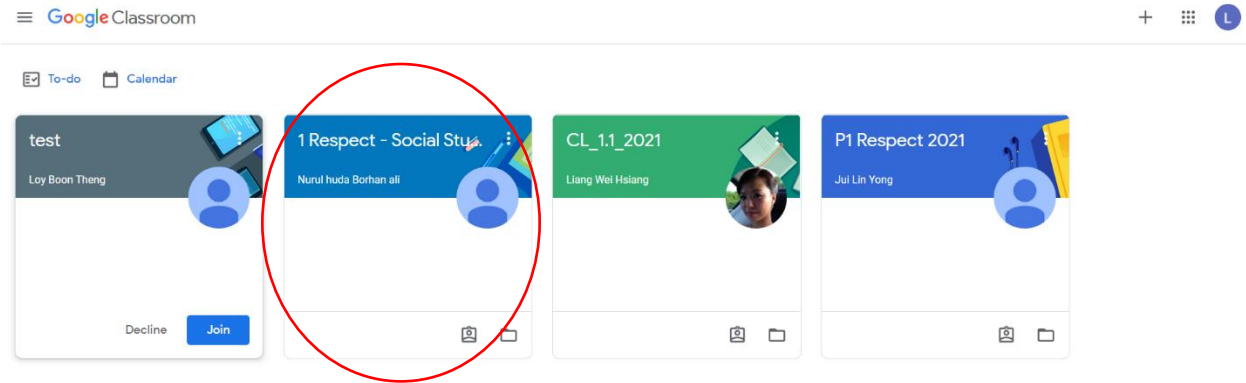 Google Classroom
L
To-do Calendar
test
Loy Boon Theng
Decline Join
1 Respect - Social Stu...
Nurul huda Borhan ali
CL_1.1_2021
Liang Wei Hsiang
P1 Respect 2021
Jui Lin Yong